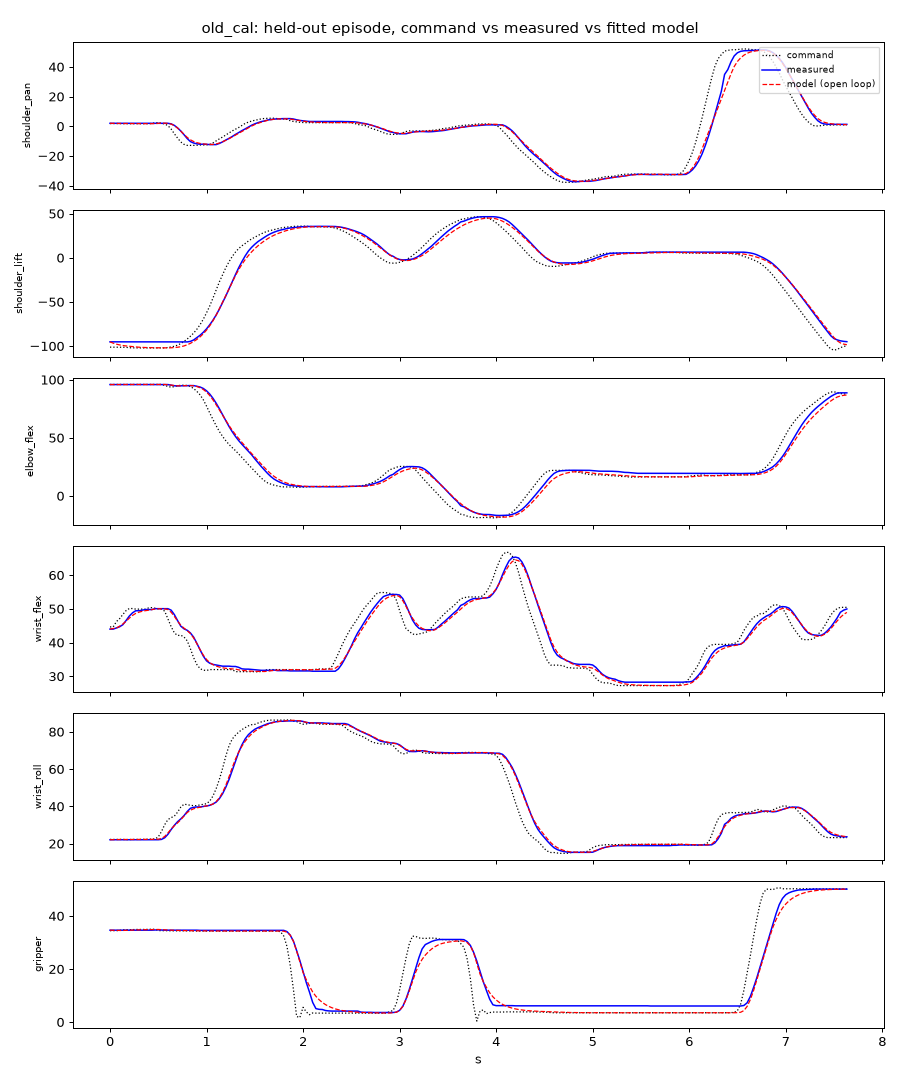 old_cal: held-out episode, command vs measured vs fitted model
shoulder_pan
40
20
0
−20
−40
command
measured
model (open loop)
shoulder_lift
50
0
−50
−100
elbow_flex
100
50
0
wrist_flex
60
50
40
30
wrist_roll
80
60
40
20
gripper
40
20
0
0 1 2 3 4 5 6 7 8
s